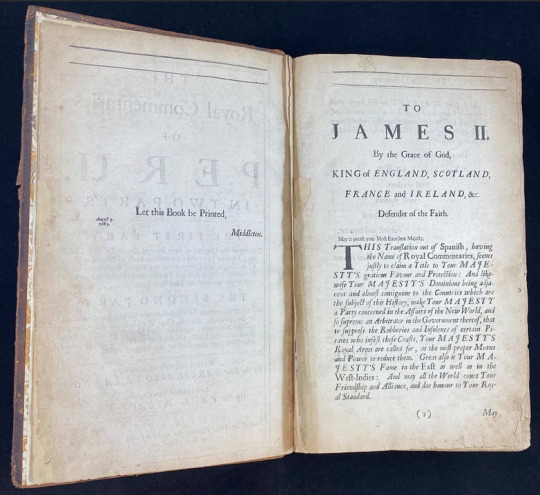 Let this Book be Printed,
August 9.
1685.
Middleton.
TO
JAMES II.
By the Grace of God,
KING of ENGLAND, SCOTLAND,
FRANCE and IRELAND, &c.
Defender of the Faith.
May it please your Most Excellent Majesty,
THIS Translation out of Spanish, having
the Name of Royal Commentaries, seems
justly to claim a Title to Your MAJE-
STY'S gratious Favour and Protection: And like-
wise Your MAJESTY'S Dominions being adja-
cent and almost contiguous to the Countries which are
the subject of this History, make Your MAJESTY
a Party concerned in the Affairs of the New World, and
so supreme an Arbitrator in the Government thereof, that
to suppress the Robberies and Insolence of certain Pi-
rates who infest those Coasts, Your MAJESTY'S
Royal Arms are called for, as the most proper Means
and Power to reduce them. Great also is Your MA-
JESTY'S Fame in the East as well as in the
West-Indies: And may all the World court Your
Friendship and Alliance, and doe honour to Your Roy-
al Standard.
(2)
May